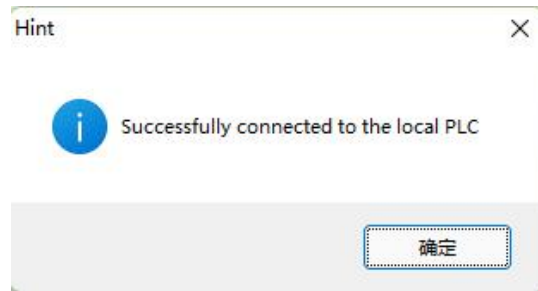 Hint
Successfully connected to the local PLC
确定